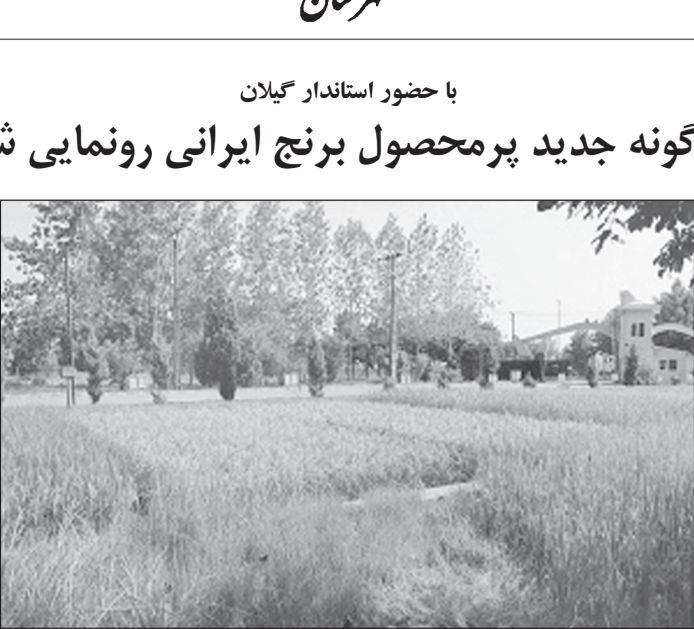 با حضور استاندار گیلان
گونه جدید پرمحصول برنج ایرانی رونمایی